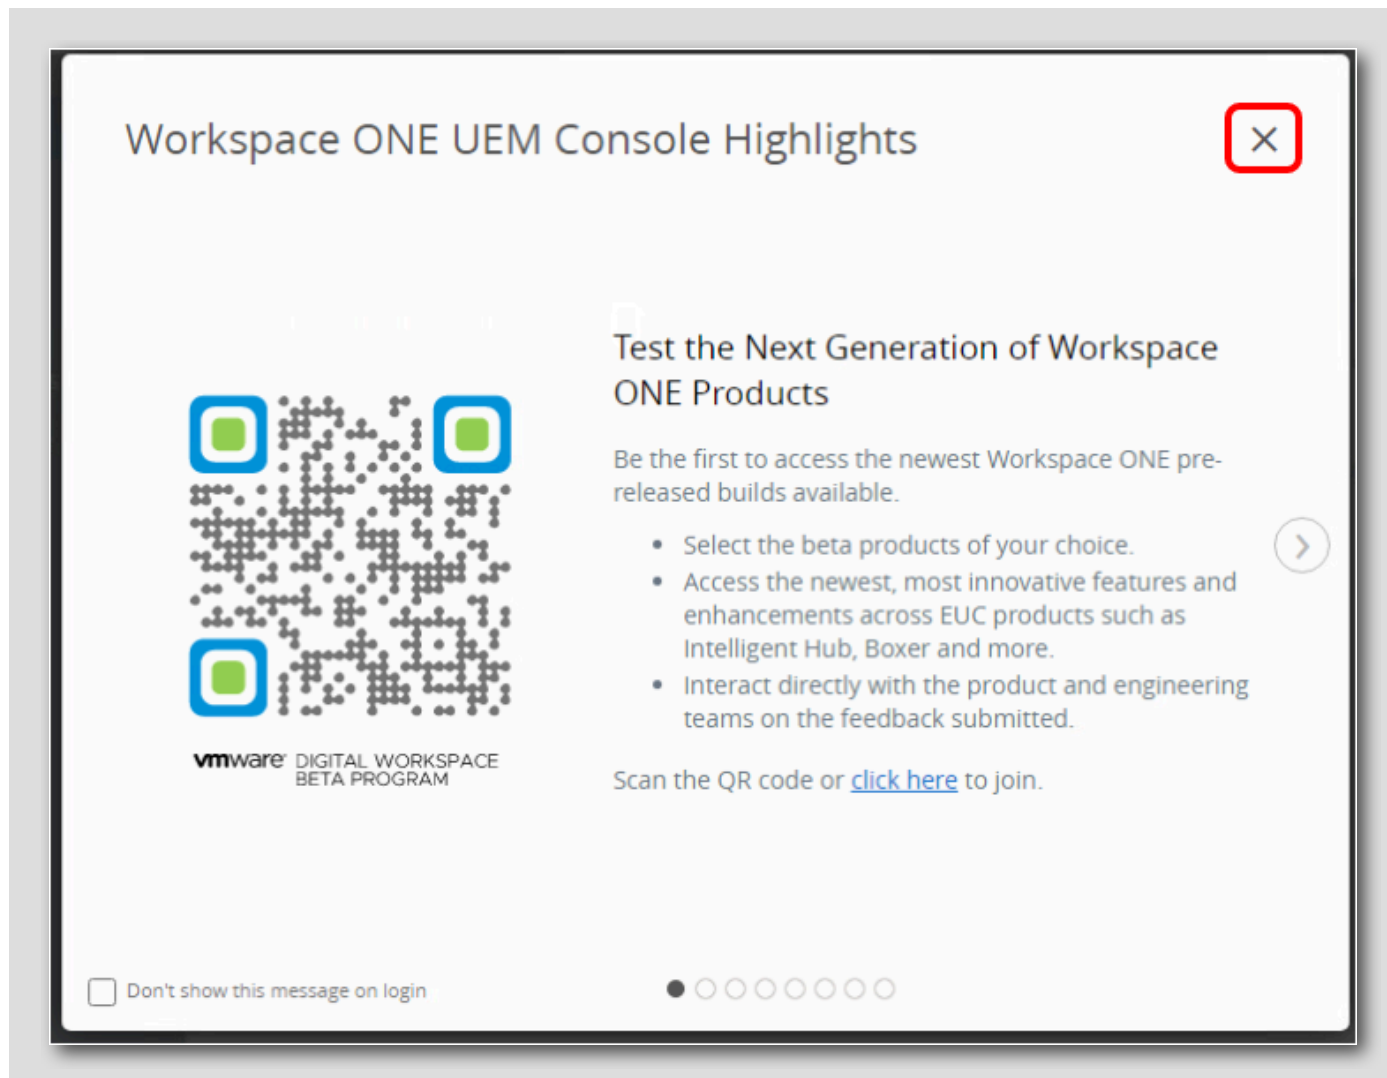 Workspace ONE UEM Console Highlights
Test the Next Generation of Workspace
ONE Products
Be the first to access the newest Workspace ONE pre-
released builds available.
• Select the beta products of your choice.
• Access the newest, most innovative features and
enhancements across EUC products such as
Intelligent Hub, Boxer and more.
• Interact directly with the product and engineering
teams on the feedback submitted.
Scan the QR code or click here to join.
vmware DIGITAL WORKSPACE
BETA PROGRAM
Don't show this message on login